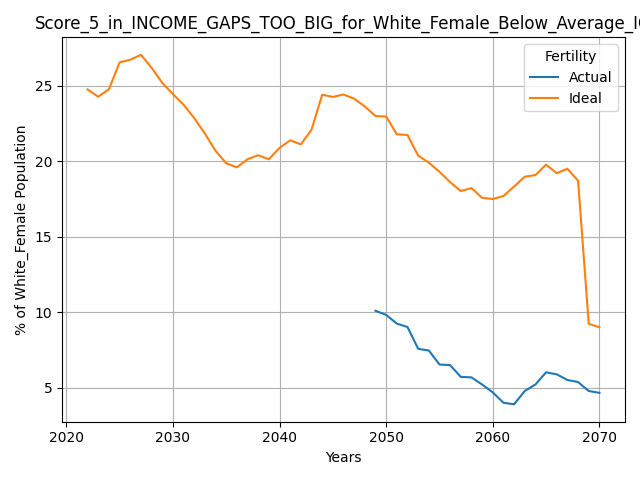 Score_5_in_INCOME_GAPS_TOO_BIG_for_White_Female_Below_Average_I
Fertility
Actual
Ideal
% of White_Female Population
25
20
15
10
5
2020 2030 2040 2050 2060 2070
Years